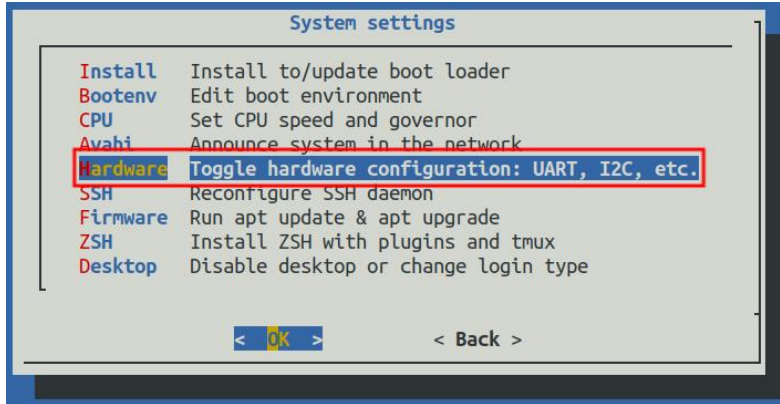 System settings
Install Install to/update boot loader
Bootenv Edit boot environment
CPU Set CPU speed and governor
Avahi Announce system in the network
Hardware Toggle hardware configuration: UART, I2C, etc.
SSH Reconfigure SSH daemon
Firmware Run apt update & apt upgrade
ZSH Install ZSH with plugins and tmux
Desktop Disable desktop or change login type
< OK > < Back >